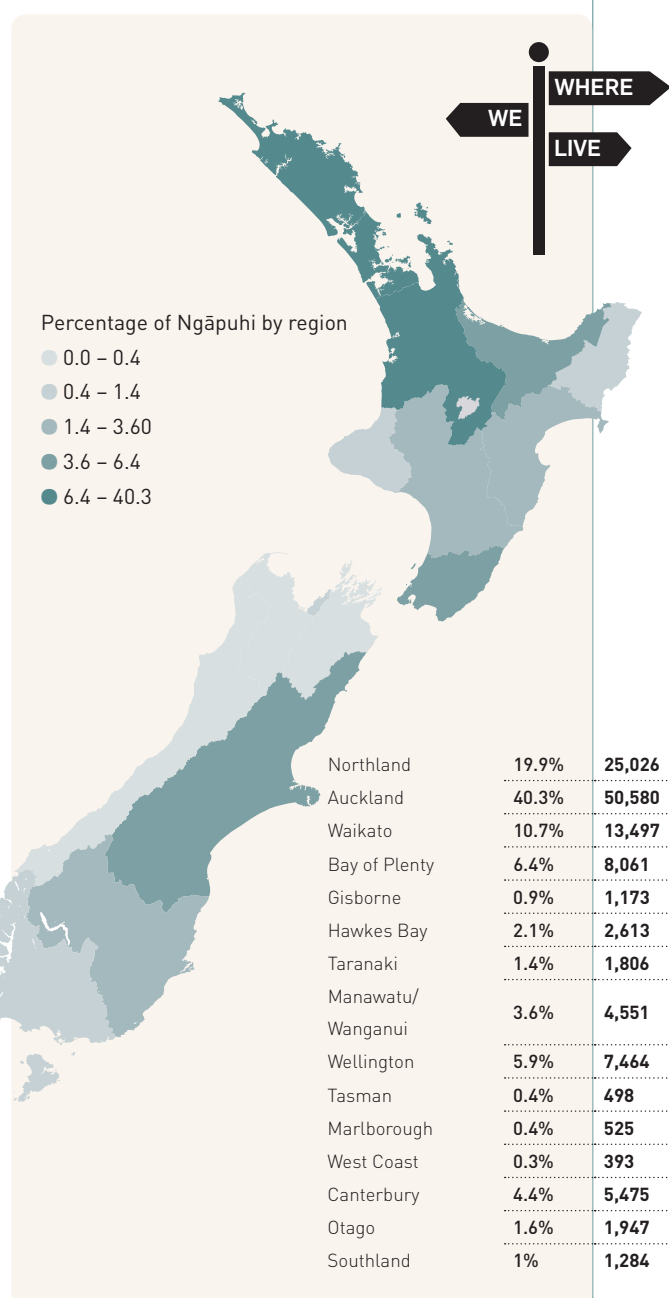 WHERE
WE
LIVE
Percentage of Ngāpuhi by region
0.0 – 0.4
0.4 – 1.4
1.4 – 3.60
3.6 – 6.4
6.4 – 40.3
Northland 19.9% 25,026
Auckland 40.3% 50,580
Waikato 10.7% 13,497
Bay of Plenty 6.4% 8,061
Gisborne 0.9% 1,173
Hawkes Bay 2.1% 2,613
Taranaki 1.4% 1,806
Manawatu/
Wanganui 3.6% 4,551
Wellington 5.9% 7,464
Tasman 0.4% 498
Marlborough 0.4% 525
West Coast 0.3% 393
Canterbury 4.4% 5,475
Otago 1.6% 1,947
Southland 1% 1,284